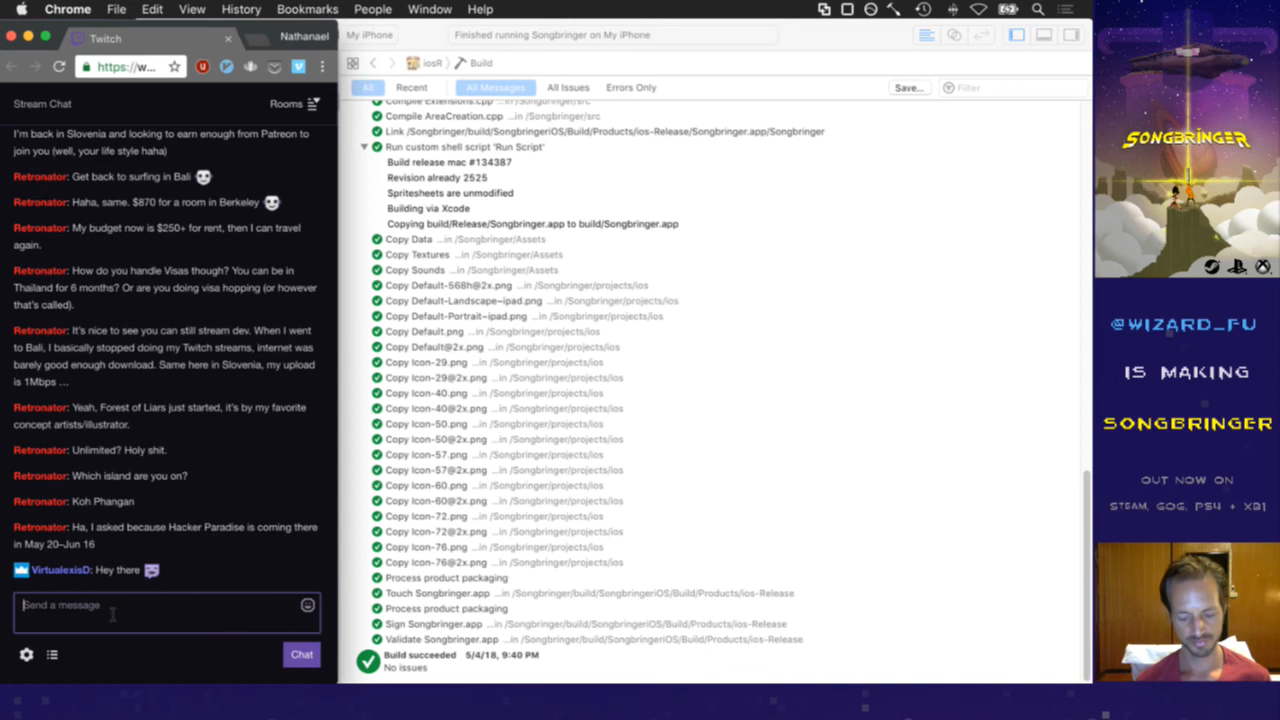 Chrome File Edit View History Bookmarks People Window Help
Twitch
Nathanael
https://w...
Stream Chat
Rooms
I'm back in Slovenia and looking to earn enough from Patreon to
join you (well, your life style haha)
Retronator: Get back to surfing in Bali
Retronator: Haha, same. $870 for a room in Berkeley
Retronator: My budget now is $250+ for rent, then I can travel
again.
Retronator: How do you handle Visas though? You can be in
Thailand for 6 months? Or are you doing visa hopping (or however
that's called).
Retronator: It's nice to see you can still stream dev. When I went
to Bali, I basically stopped doing my Twitch streams, internet was
barely good enough download. Same here in Slovenia, my upload
is 1Mbps ...
Retronator: Yeah, Forest of Liars just started, it's by my favorite
concept artists/illustrator.
Retronator: Unlimited? Holy shit.
Retronator: Which island are you on?
Retronator: Koh Phangan
Retronator: Ha, I asked because Hacker Paradise is coming there
in May 20–Jun 16
VirtualexisD: Hey there
Send a message
Chat
My iPhone
Finished running Songbringer on My iPhone
iosR Build
All Recent All Messages All Issues Errors Only
Save...
Filter
Compile Extensions.cpp ...in /Songbringer/src
Compile AreaCreation.cpp ...in /Songbringer/src
Link /Songbringer/build/SongbringeriOS/Build/Products/ios-Release/Songbringer.app/Songbringer
Run custom shell script 'Run Script'
Build release mac #134387
Revision already 2525
Spritesheets are unmodified
Building via Xcode
Copying build/Release/Songbringer.app to build/Songbringer.app
Copy Data ...in /Songbringer/Assets
Copy Textures ...in /Songbringer/Assets
Copy Sounds ...in /Songbringer/Assets
Copy Default-568h@2x.png ...in /Songbringer/projects/ios
Copy Default-Landscape~ipad.png ...in /Songbringer/projects/ios
Copy Default-Portrait~ipad.png ...in /Songbringer/projects/ios
Copy Default.png ...in /Songbringer/projects/ios
Copy Default@2x.png ...in /Songbringer/projects/ios
Copy Icon-29.png ...in /Songbringer/projects/ios
Copy Icon-29@2x.png ...in /Songbringer/projects/ios
Copy Icon-40.png ...in /Songbringer/projects/ios
Copy Icon-40@2x.png ...in /Songbringer/projects/ios
Copy Icon-50.png ...in /Songbringer/projects/ios
Copy Icon-50@2x.png ...in /Songbringer/projects/ios
Copy Icon-57.png ...in /Songbringer/projects/ios
Copy Icon-57@2x.png ...in /Songbringer/projects/ios
Copy Icon-60.png ...in /Songbringer/projects/ios
Copy Icon-60@2x.png ...in /Songbringer/projects/ios
Copy Icon-72.png ...in /Songbringer/projects/ios
Copy Icon-72@2x.png ...in /Songbringer/projects/ios
Copy Icon-76.png ...in /Songbringer/projects/ios
Copy Icon-76@2x.png ...in /Songbringer/projects/ios
Process product packaging
Touch Songbringer.app ...in /Songbringer/build/SongbringeriOS/Build/Products/ios-Release
Process product packaging
Sign Songbringer.app ...in /Songbringer/build/SongbringeriOS/Build/Products/ios-Release
Validate Songbringer.app ...in /Songbringer/build/SongbringeriOS/Build/Products/ios-Release
Build succeeded 5/4/18, 9:40 PM
No issues
SONGBRINGER
@WIZARD_FU
IS MAKING
SONGBRINGER
OUT NOW ON
STEAM, GOG, PS4 + XB1